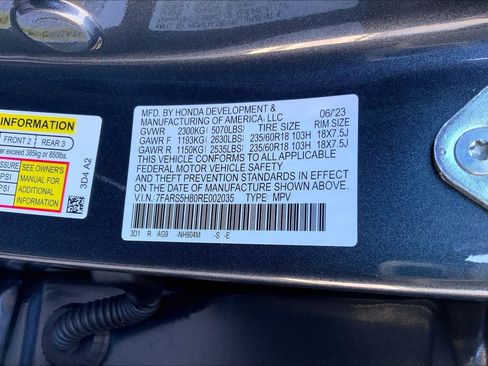 INFORMATION
FRONT 2 REAR 3
er exceed 385kg or 850lbs.
SEE OWNER'S
MANUAL FOR
ADDITIONAL
INFORMATION
PSI
PSI
3D4 A2
MFD. BY HONDA DEVELOPMENT & 06/23
MANUFACTURING OF AMERICA, LLC
GVWR 2300KG( 5070LBS) TIRE SIZE RIM SIZE
GAWR F 1193KG( 2630LBS) 235/60R18 103H 18X7.5J
GAWR R 1150KG( 2535LBS) 235/60R18 103H 18X7.5J
THIS VEHICLE CONFORMS TO ALL APPLICABLE
FEDERAL MOTOR VEHICLE SAFETY
AND THEFT PREVENTION STANDARDS IN EFFECT
ON THE DATE OF MANUFACTURE SHOWN ABOVE.
V.I.N. 7FARS5H80RE002035 TYPE: MPV
3D1 R AG9 -NH904M -S -E